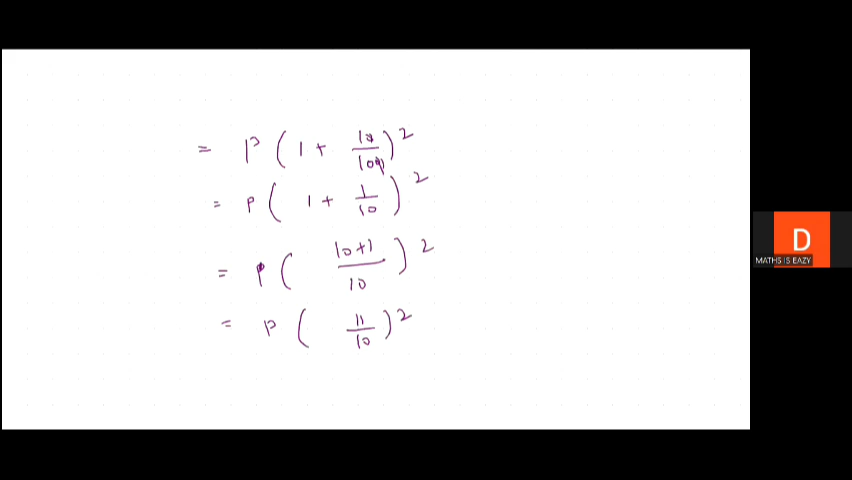 = P ( 1 + 10/100 )²
= P ( 1 + 1/10 )²
= P ( 10+1/10 )²
= P ( 11/10 )²
D
MATHS IS EAZY